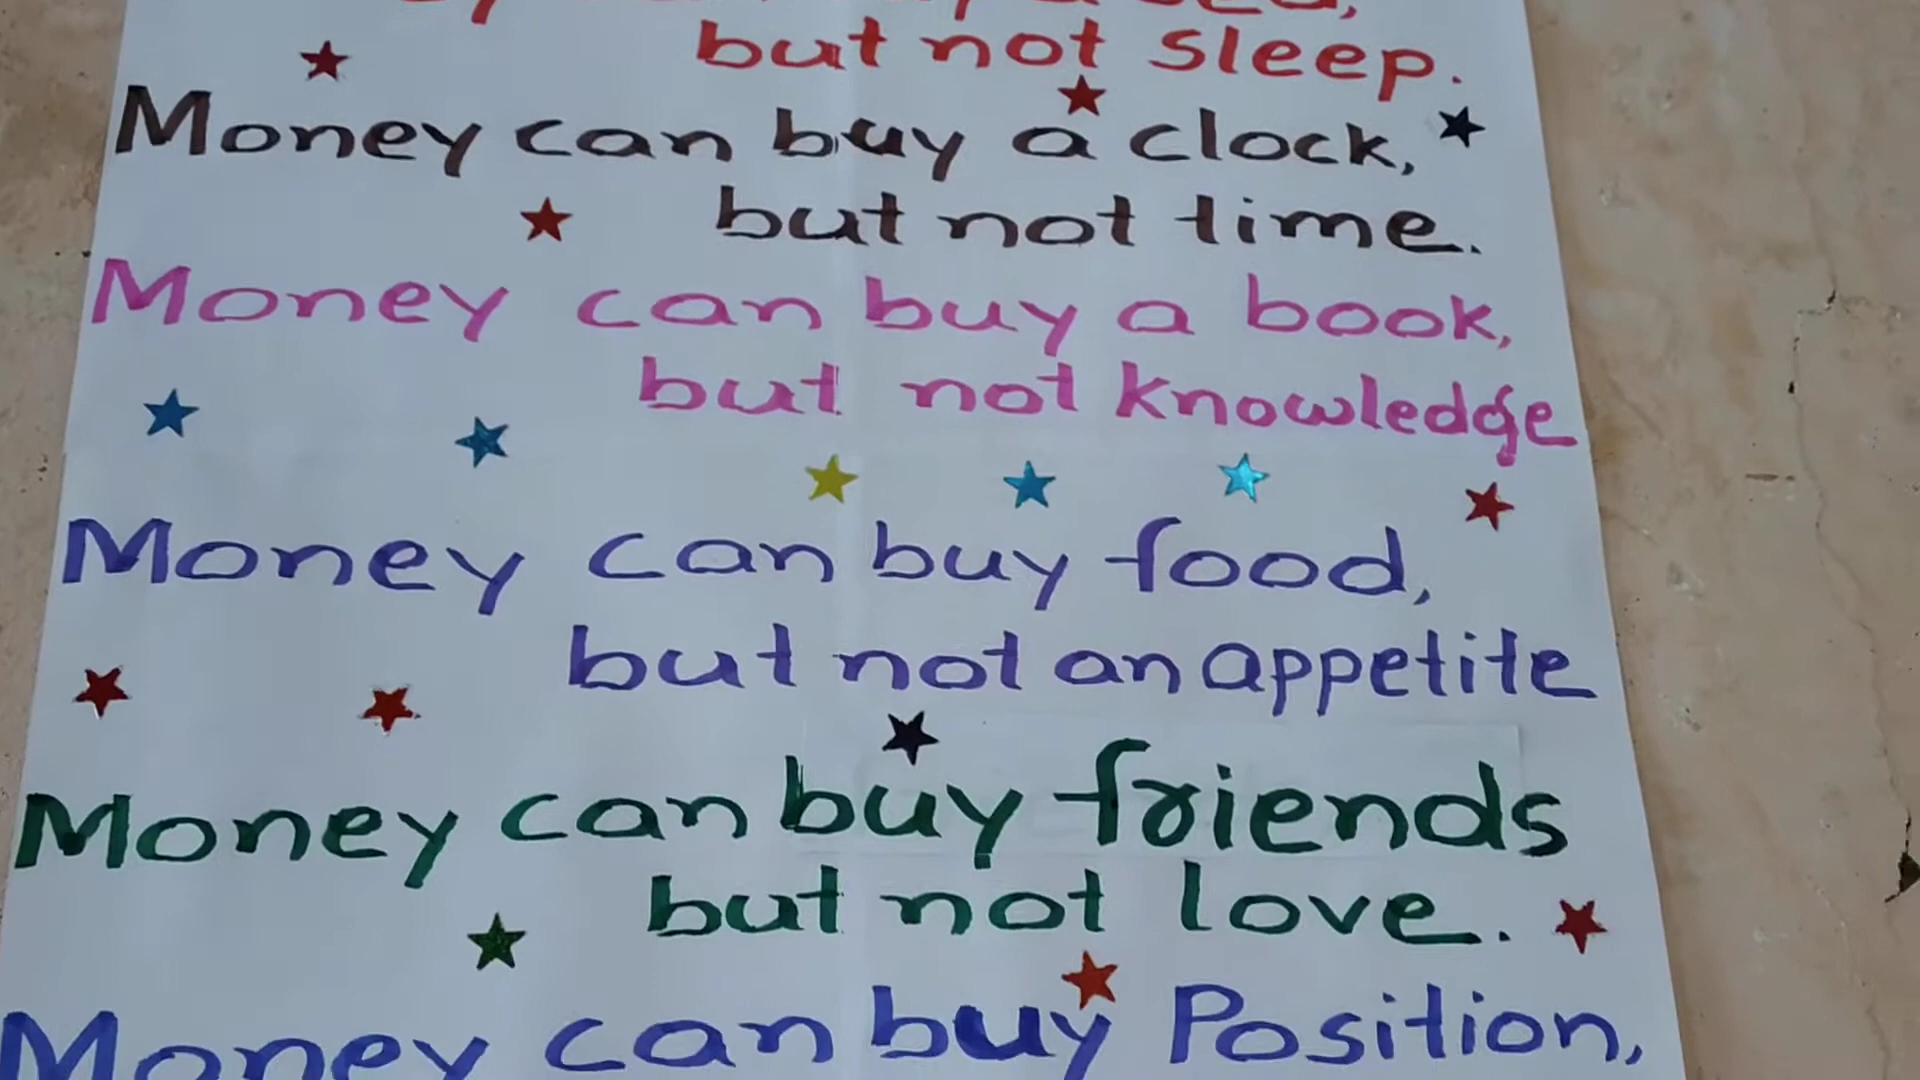 but not sleep.
Money can buy a clock,
but not time.
Money can buy a book,
but not knowledge
Money can buy food,
but not an appetite
Money can buy friends
but not love.
Money can buy Position,